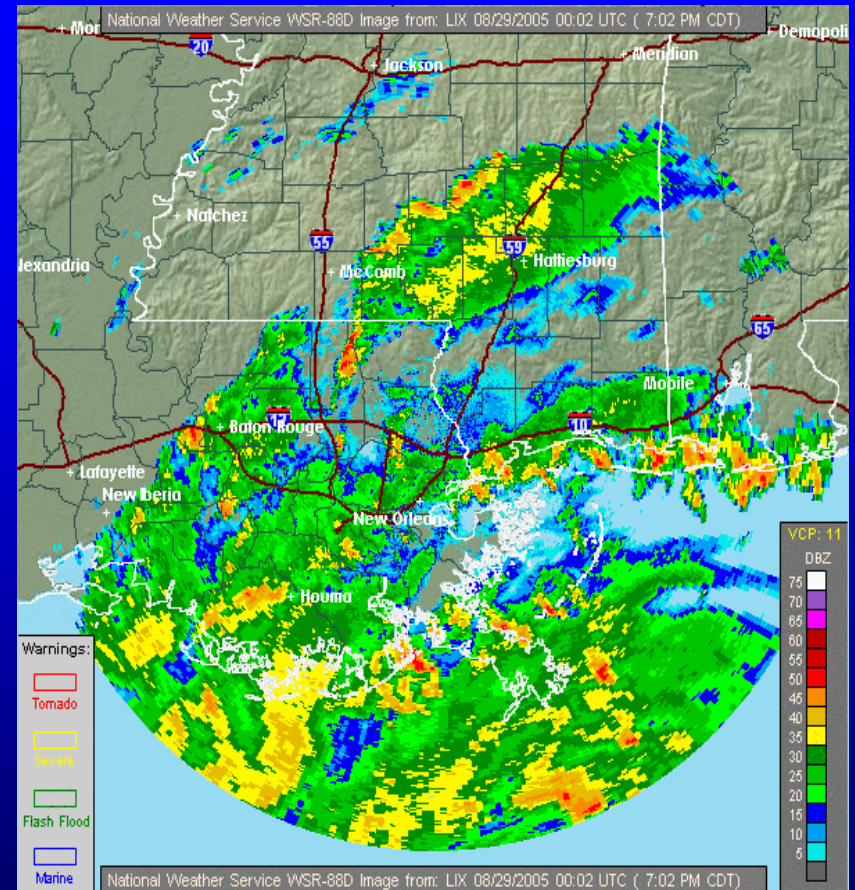 National Weather Service WSR-88D Image from: LIX 08/29/2005 00:02 UTC ( 7:02 PM CDT)
Mor
Demopoli
20
Meridian
Jackson
Natchez
55
59
lexandria
McComb
Hattiesburg
65
Mobile
12
10
Baton Rouge
Lafayette
New Iberia
New Orleans
VCP: 11
DBZ
75
70
65
60
55
50
45
40
35
30
25
20
15
10
5
Houma
Warnings:
Tornado
Severe
Flash Flood
Marine
National Weather Service WSR-88D Image from: LIX 08/29/2005 00:02 UTC ( 7:02 PM CDT)